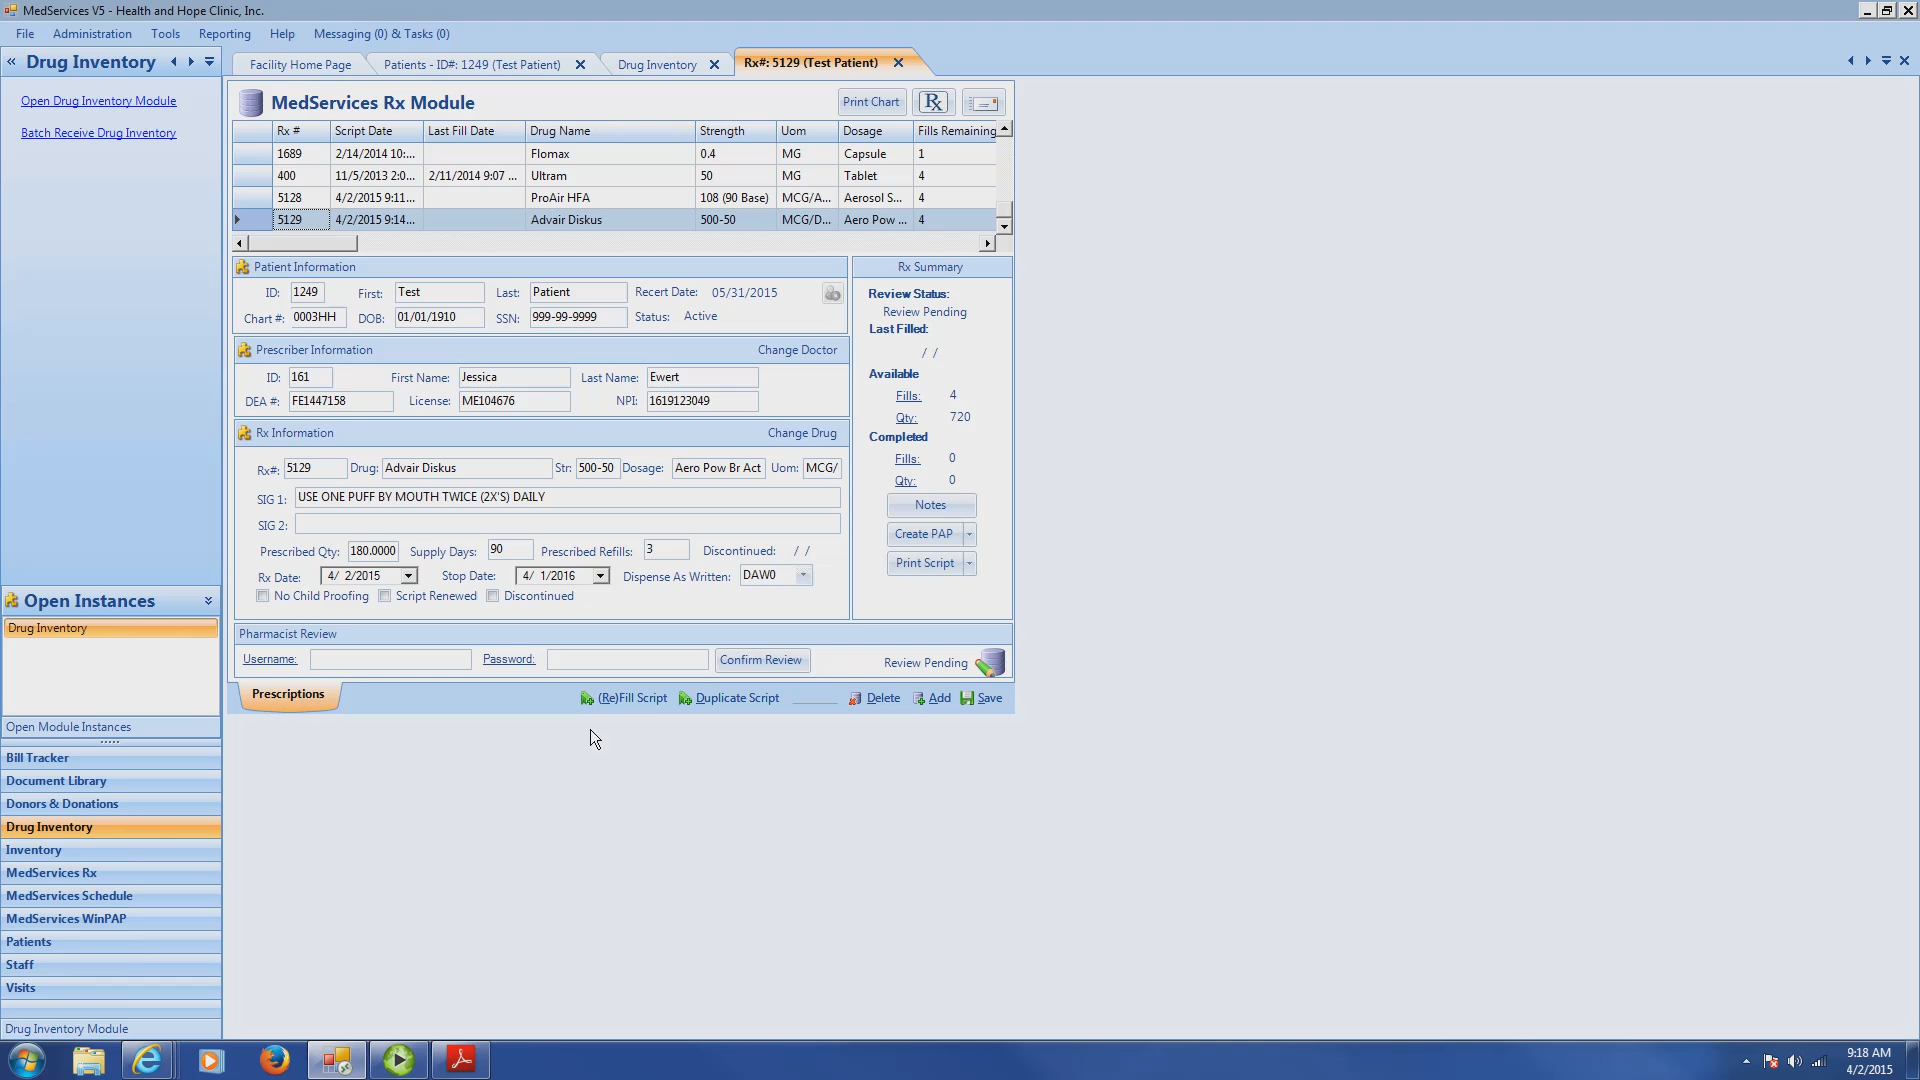 MedServices V5 - Health and Hope Clinic, Inc.
File Administration Tools Reporting Help Messaging (0) & Tasks (0)
« Drug Inventory
Open Drug Inventory Module
Batch Receive Drug Inventory
Facility Home Page
Patients - ID#: 1249 (Test Patient)
Drug Inventory
Rx#: 5129 (Test Patient)
MedServices Rx Module
Print Chart
Rx
Rx # Script Date Last Fill Date Drug Name Strength Uom Dosage Fills Remaining
1689 2/14/2014 10:... Flomax 0.4 MG Capsule 1
400 11/5/2013 2:0... 2/11/2014 9:07 ... Ultram 50 MG Tablet 4
5128 4/2/2015 9:11... ProAir HFA 108 (90 Base) MCG/A... Aerosol S... 4
5129 4/2/2015 9:14... Advair Diskus 500-50 MCG/D... Aero Pow ... 4
Patient Information
ID: 1249 First: Test Last: Patient Recert Date: 05/31/2015
Chart #: 0003HH DOB: 01/01/1910 SSN: 999-99-9999 Status: Active
Prescriber Information Change Doctor
ID: 161 First Name: Jessica Last Name: Ewert
DEA #: FE1447158 License: ME104676 NPI: 1619123049
Rx Information Change Drug
Rx#: 5129 Drug: Advair Diskus Str: 500-50 Dosage: Aero Pow Br Act Uom: MCG/
SIG 1: USE ONE PUFF BY MOUTH TWICE (2X'S) DAILY
SIG 2:
Prescribed Qty: 180.0000 Supply Days: 90 Prescribed Refills: 3 Discontinued: / /
Rx Date: 4/ 2/2015 Stop Date: 4/ 1/2016 Dispense As Written: DAW0
No Child Proofing Script Renewed Discontinued
Rx Summary
Review Status:
Review Pending
Last Filled:
/ /
Available
Fills: 4
Qty: 720
Completed
Fills: 0
Qty: 0
Notes
Create PAP
Print Script
Pharmacist Review
Username: Password: Confirm Review Review Pending
Prescriptions
(Re)Fill Script Duplicate Script Delete Add Save
Open Instances
Drug Inventory
Open Module Instances
Bill Tracker
Document Library
Donors & Donations
Drug Inventory
Inventory
MedServices Rx
MedServices Schedule
MedServices WinPAP
Patients
Staff
Visits
Drug Inventory Module
9:18 AM
4/2/2015